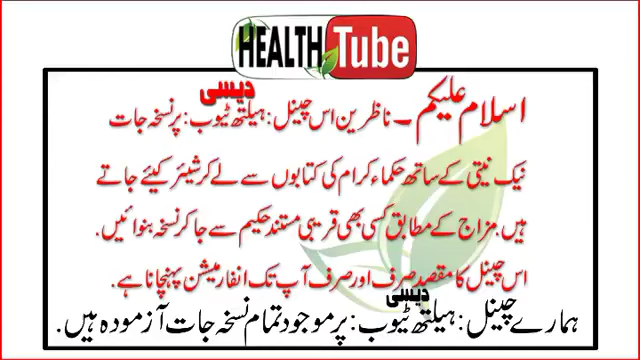 HEALTH Tube
اسلام علیکم ۔ ناظرین اس چینل : دیسی ہیلتھ ٹیوب : پر نسخہ جات
نیک نیتی کے ساتھ حکماء کرام کی کتابوں سے لے کر شیئر کیئے جاتے
ہیں. مزاج کے مطابق کسی بھی قریبی مستند حکیم سے جا کر نسخہ بنوائیں.
اس چینل کا مقصد صرف اور صرف آپ تک انفارمیشن پہنچانا ہے.
ہمارے چینل : دیسی ہیلتھ ٹیوب : پر موجود تمام نسخہ جات آزمودہ ہیں.